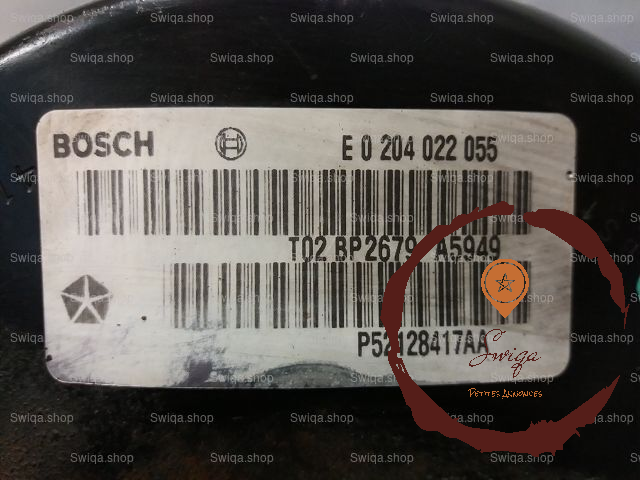 BOSCH E 0 204 022 055
T02 BP2679 A5949
P52128417AA
Swiqa
PETITES ANNONCES
Swiqa.shop